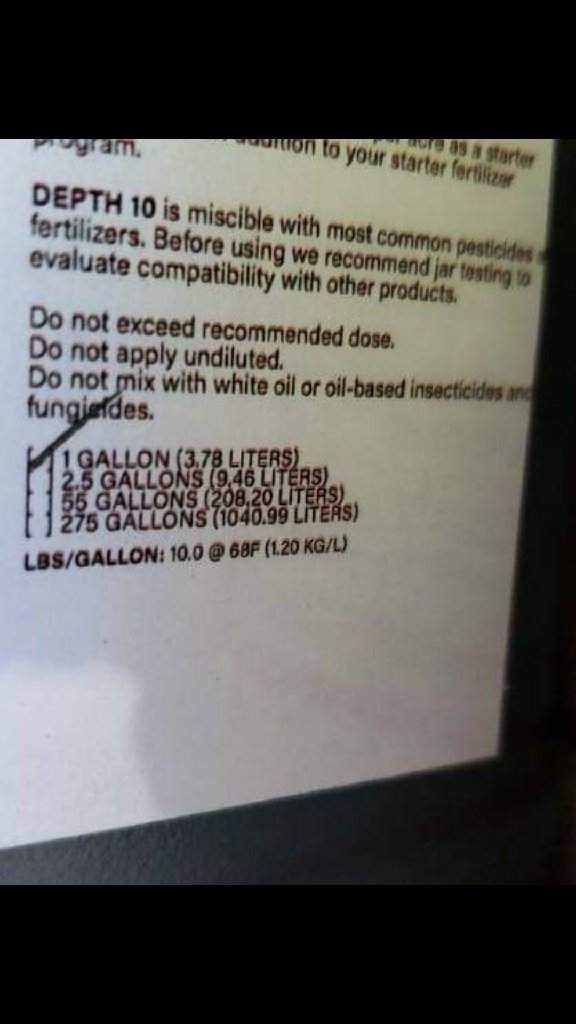 acre as a starter
program. addition to your starter fertilizer
DEPTH 10 is miscible with most common pesticides
fertilizers. Before using we recommend jar testing to
evaluate compatibility with other products.
Do not exceed recommended dose.
Do not apply undiluted.
Do not mix with white oil or oil-based insecticides and
fungicides.
[ ] 1 GALLON (3.78 LITERS)
[ ] 2.5 GALLONS (9.46 LITERS)
[ ] 55 GALLONS (208.20 LITERS)
[ ] 275 GALLONS (1040.99 LITERS)
LBS/GALLON: 10.0 @ 68F (1.20 KG/L)